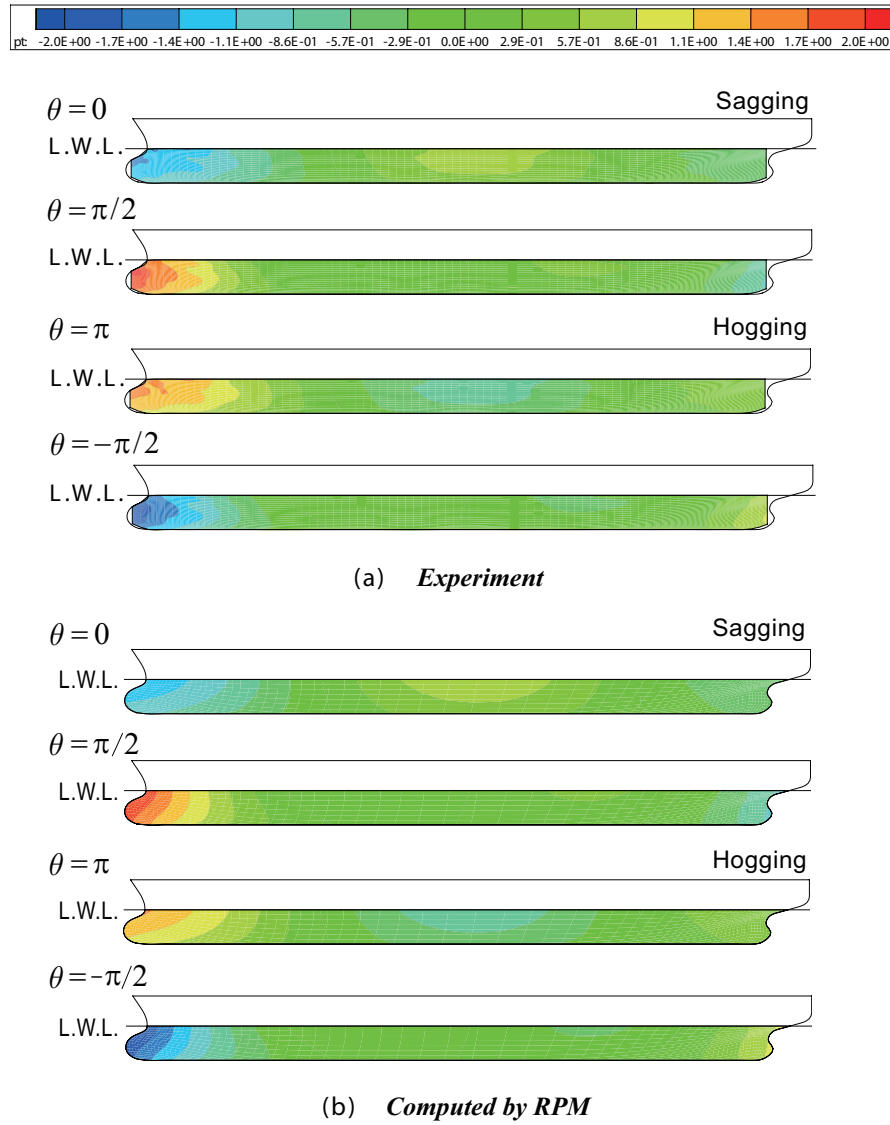 pt: -2.0E+00 -1.7E+00 -1.4E+00 -1.1E+00 -8.6E-01 -5.7E-01 -2.9E-01 0.0E+00 2.9E-01 5.7E-01 8.6E-01 1.1E+00 1.4E+00 1.7E+00 2.0E+00
θ = 0 Sagging
L.W.L.
θ = π/2
L.W.L.
θ = π Hogging
L.W.L.
θ = −π/2
L.W.L.
(a) Experiment
θ = 0 Sagging
L.W.L.
θ = π/2
L.W.L.
θ = π Hogging
L.W.L.
θ = -π/2
L.W.L.
(b) Computed by RPM